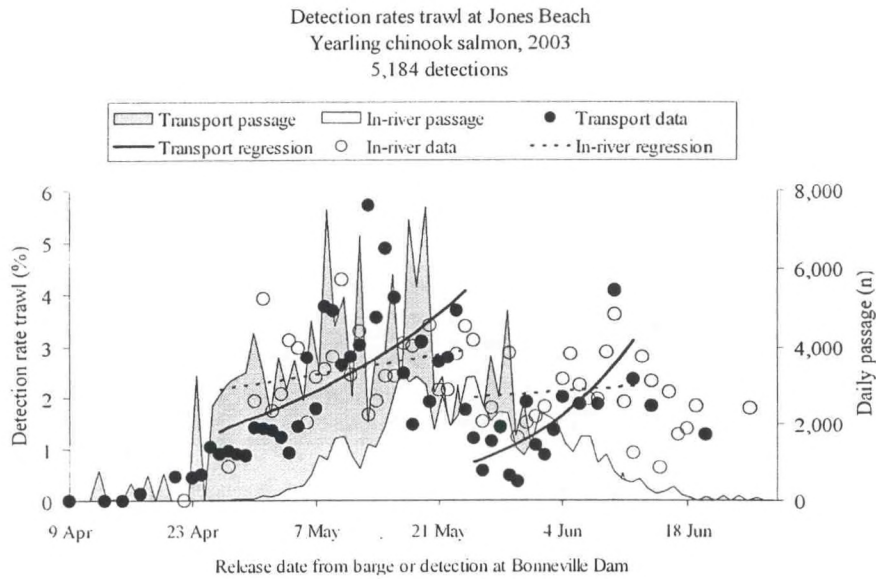 Detection rates trawl at Jones Beach
Yearling chinook salmon, 2003
5,184 detections
Transport passage In-river passage Transport data
Transport regression In-river data In-river regression
Detection rate trawl (%)
6
5
4
3
2
1
0
8,000
6,000
4,000
2,000
0
Daily passage (n)
9 Apr 23 Apr 7 May 21 May 4 Jun 18 Jun
Release date from barge or detection at Bonneville Dam